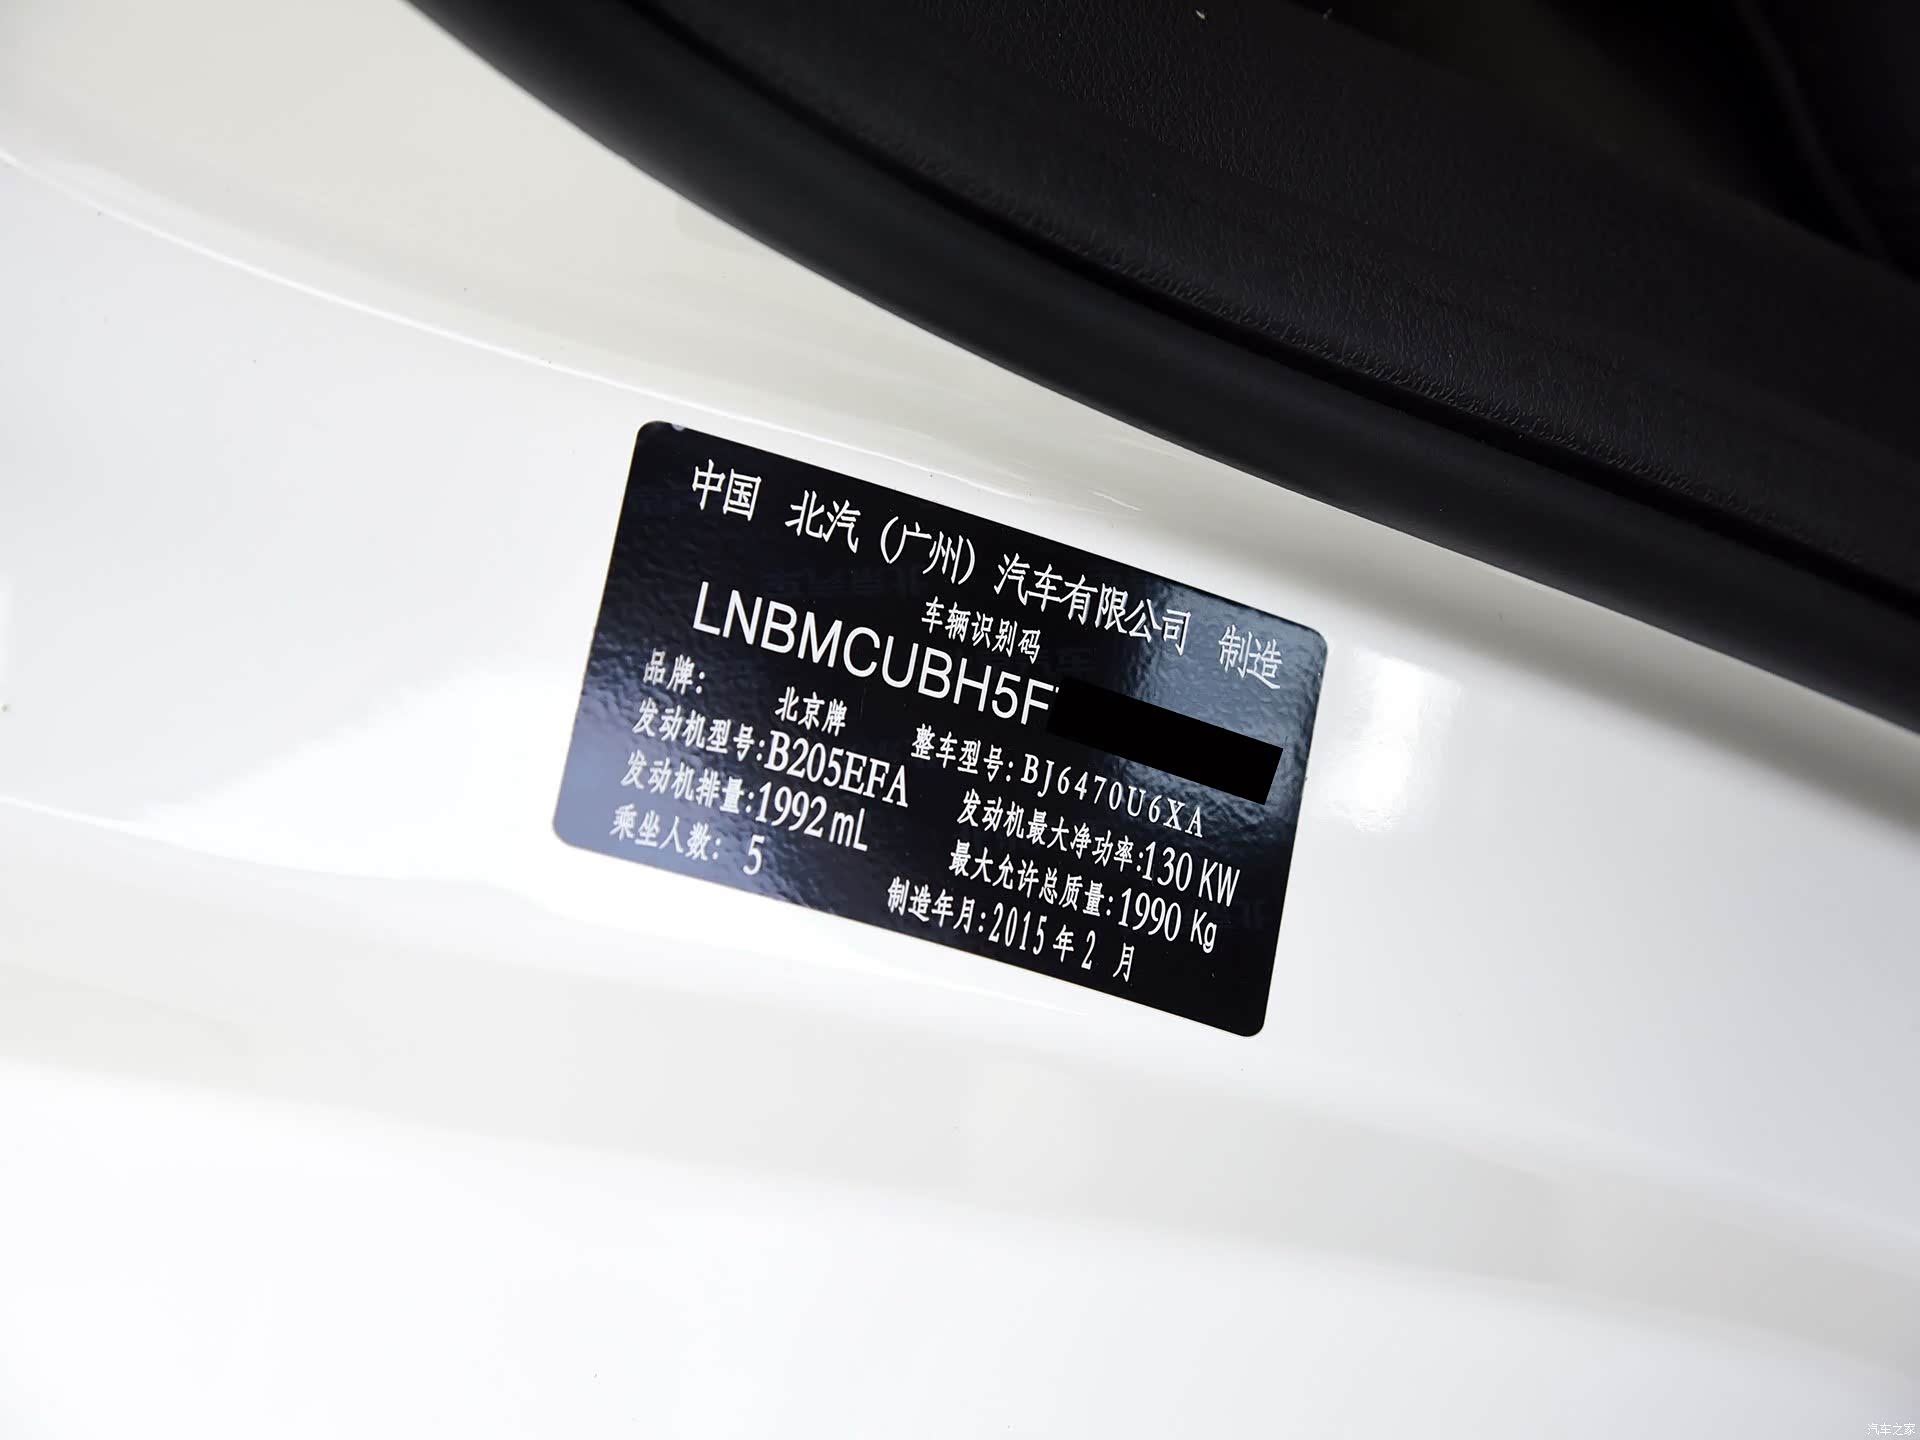 中国 北汽（广州）汽车有限公司 制造
车辆识别码
LNBMCUBH5F
品牌： 北京牌 整车型号：BJ6470U6XA
发动机型号：B205EFA 发动机最大净功率：130 KW
发动机排量：1992 mL 最大允许总质量：1990 Kg
乘坐人数： 5 制造年月：2015 年 2 月
汽车之家